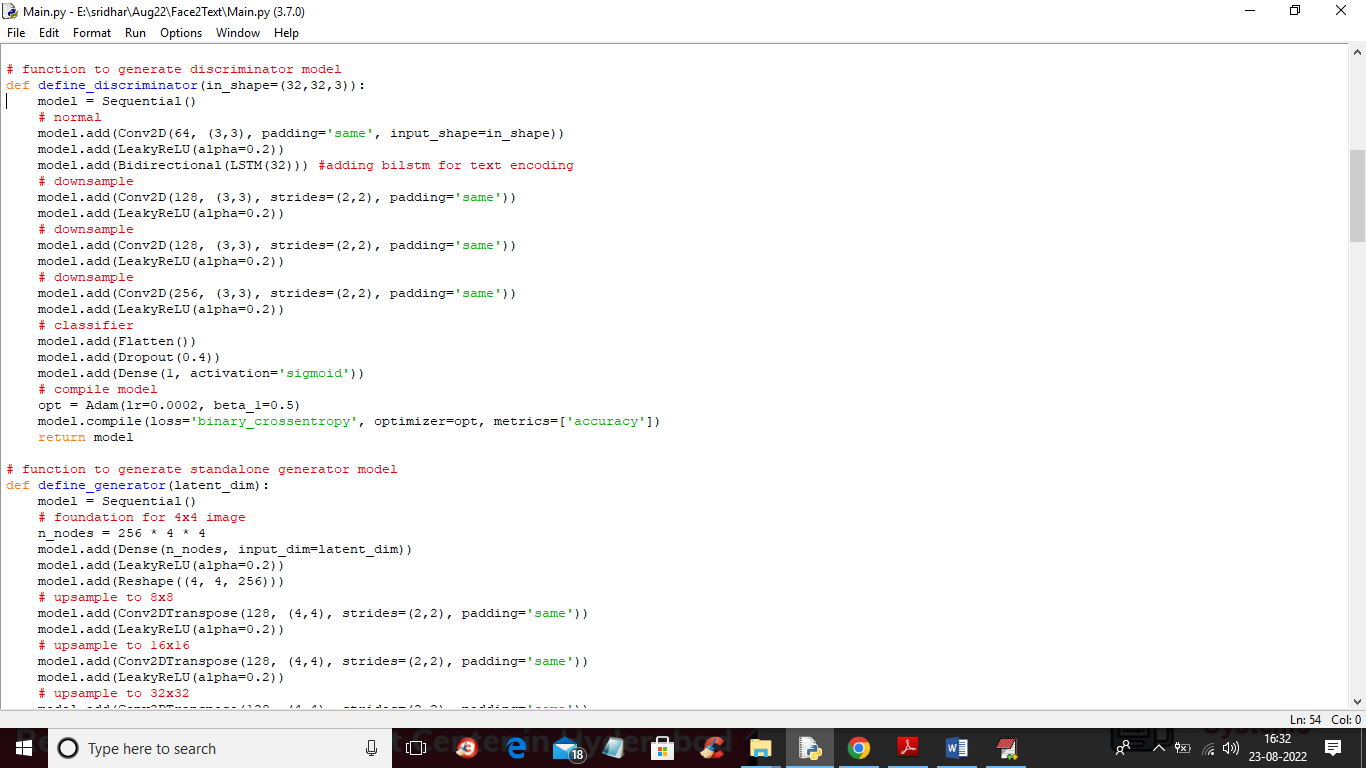 Main.py - E:\sridhar\Aug22\Face2Text\Main.py (3.7.0)
File Edit Format Run Options Window Help
# function to generate discriminator model
def define_discriminator(in_shape=(32,32,3)):
    model = Sequential()
    # normal
    model.add(Conv2D(64, (3,3), padding='same', input_shape=in_shape))
    model.add(LeakyReLU(alpha=0.2))
    model.add(Bidirectional(LSTM(32))) #adding bilstm for text encoding
    # downsample
    model.add(Conv2D(128, (3,3), strides=(2,2), padding='same'))
    model.add(LeakyReLU(alpha=0.2))
    # downsample
    model.add(Conv2D(128, (3,3), strides=(2,2), padding='same'))
    model.add(LeakyReLU(alpha=0.2))
    # downsample
    model.add(Conv2D(256, (3,3), strides=(2,2), padding='same'))
    model.add(LeakyReLU(alpha=0.2))
    # classifier
    model.add(Flatten())
    model.add(Dropout(0.4))
    model.add(Dense(1, activation='sigmoid'))
    # compile model
    opt = Adam(lr=0.0002, beta_1=0.5)
    model.compile(loss='binary_crossentropy', optimizer=opt, metrics=['accuracy'])
    return model
# function to generate standalone generator model
def define_generator(latent_dim):
    model = Sequential()
    # foundation for 4x4 image
    n_nodes = 256 * 4 * 4
    model.add(Dense(n_nodes, input_dim=latent_dim))
    model.add(LeakyReLU(alpha=0.2))
    model.add(Reshape((4, 4, 256)))
    # upsample to 8x8
    model.add(Conv2DTranspose(128, (4,4), strides=(2,2), padding='same'))
    model.add(LeakyReLU(alpha=0.2))
    # upsample to 16x16
    model.add(Conv2DTranspose(128, (4,4), strides=(2,2), padding='same'))
    model.add(LeakyReLU(alpha=0.2))
    # upsample to 32x32
Ln: 54 Col: 0
Type here to search
18
16:32
23-08-2022